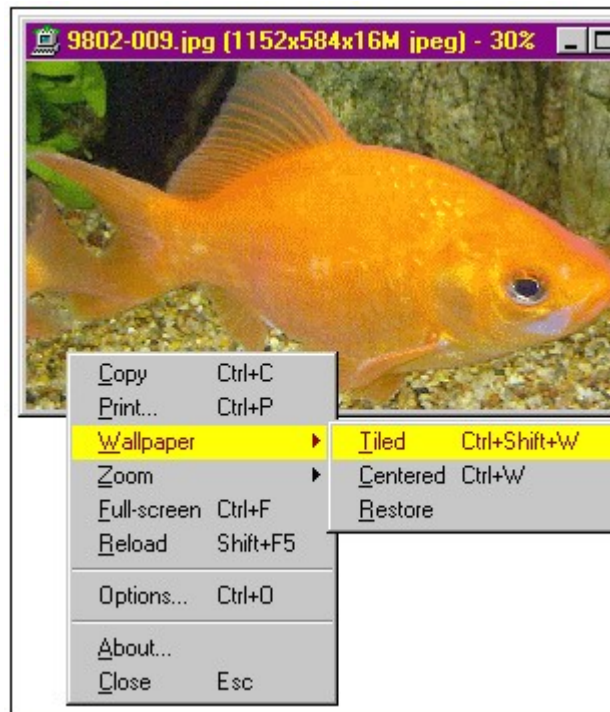 9802-009.jpg (1152x584x16M jpeg) - 30%
Copy Ctrl+C
Print... Ctrl+P
Wallpaper
Tiled Ctrl+Shift+W
Zoom
Centered Ctrl+W
Full-screen Ctrl+F
Restore
Reload Shift+F5
Options... Ctrl+O
About...
Close Esc